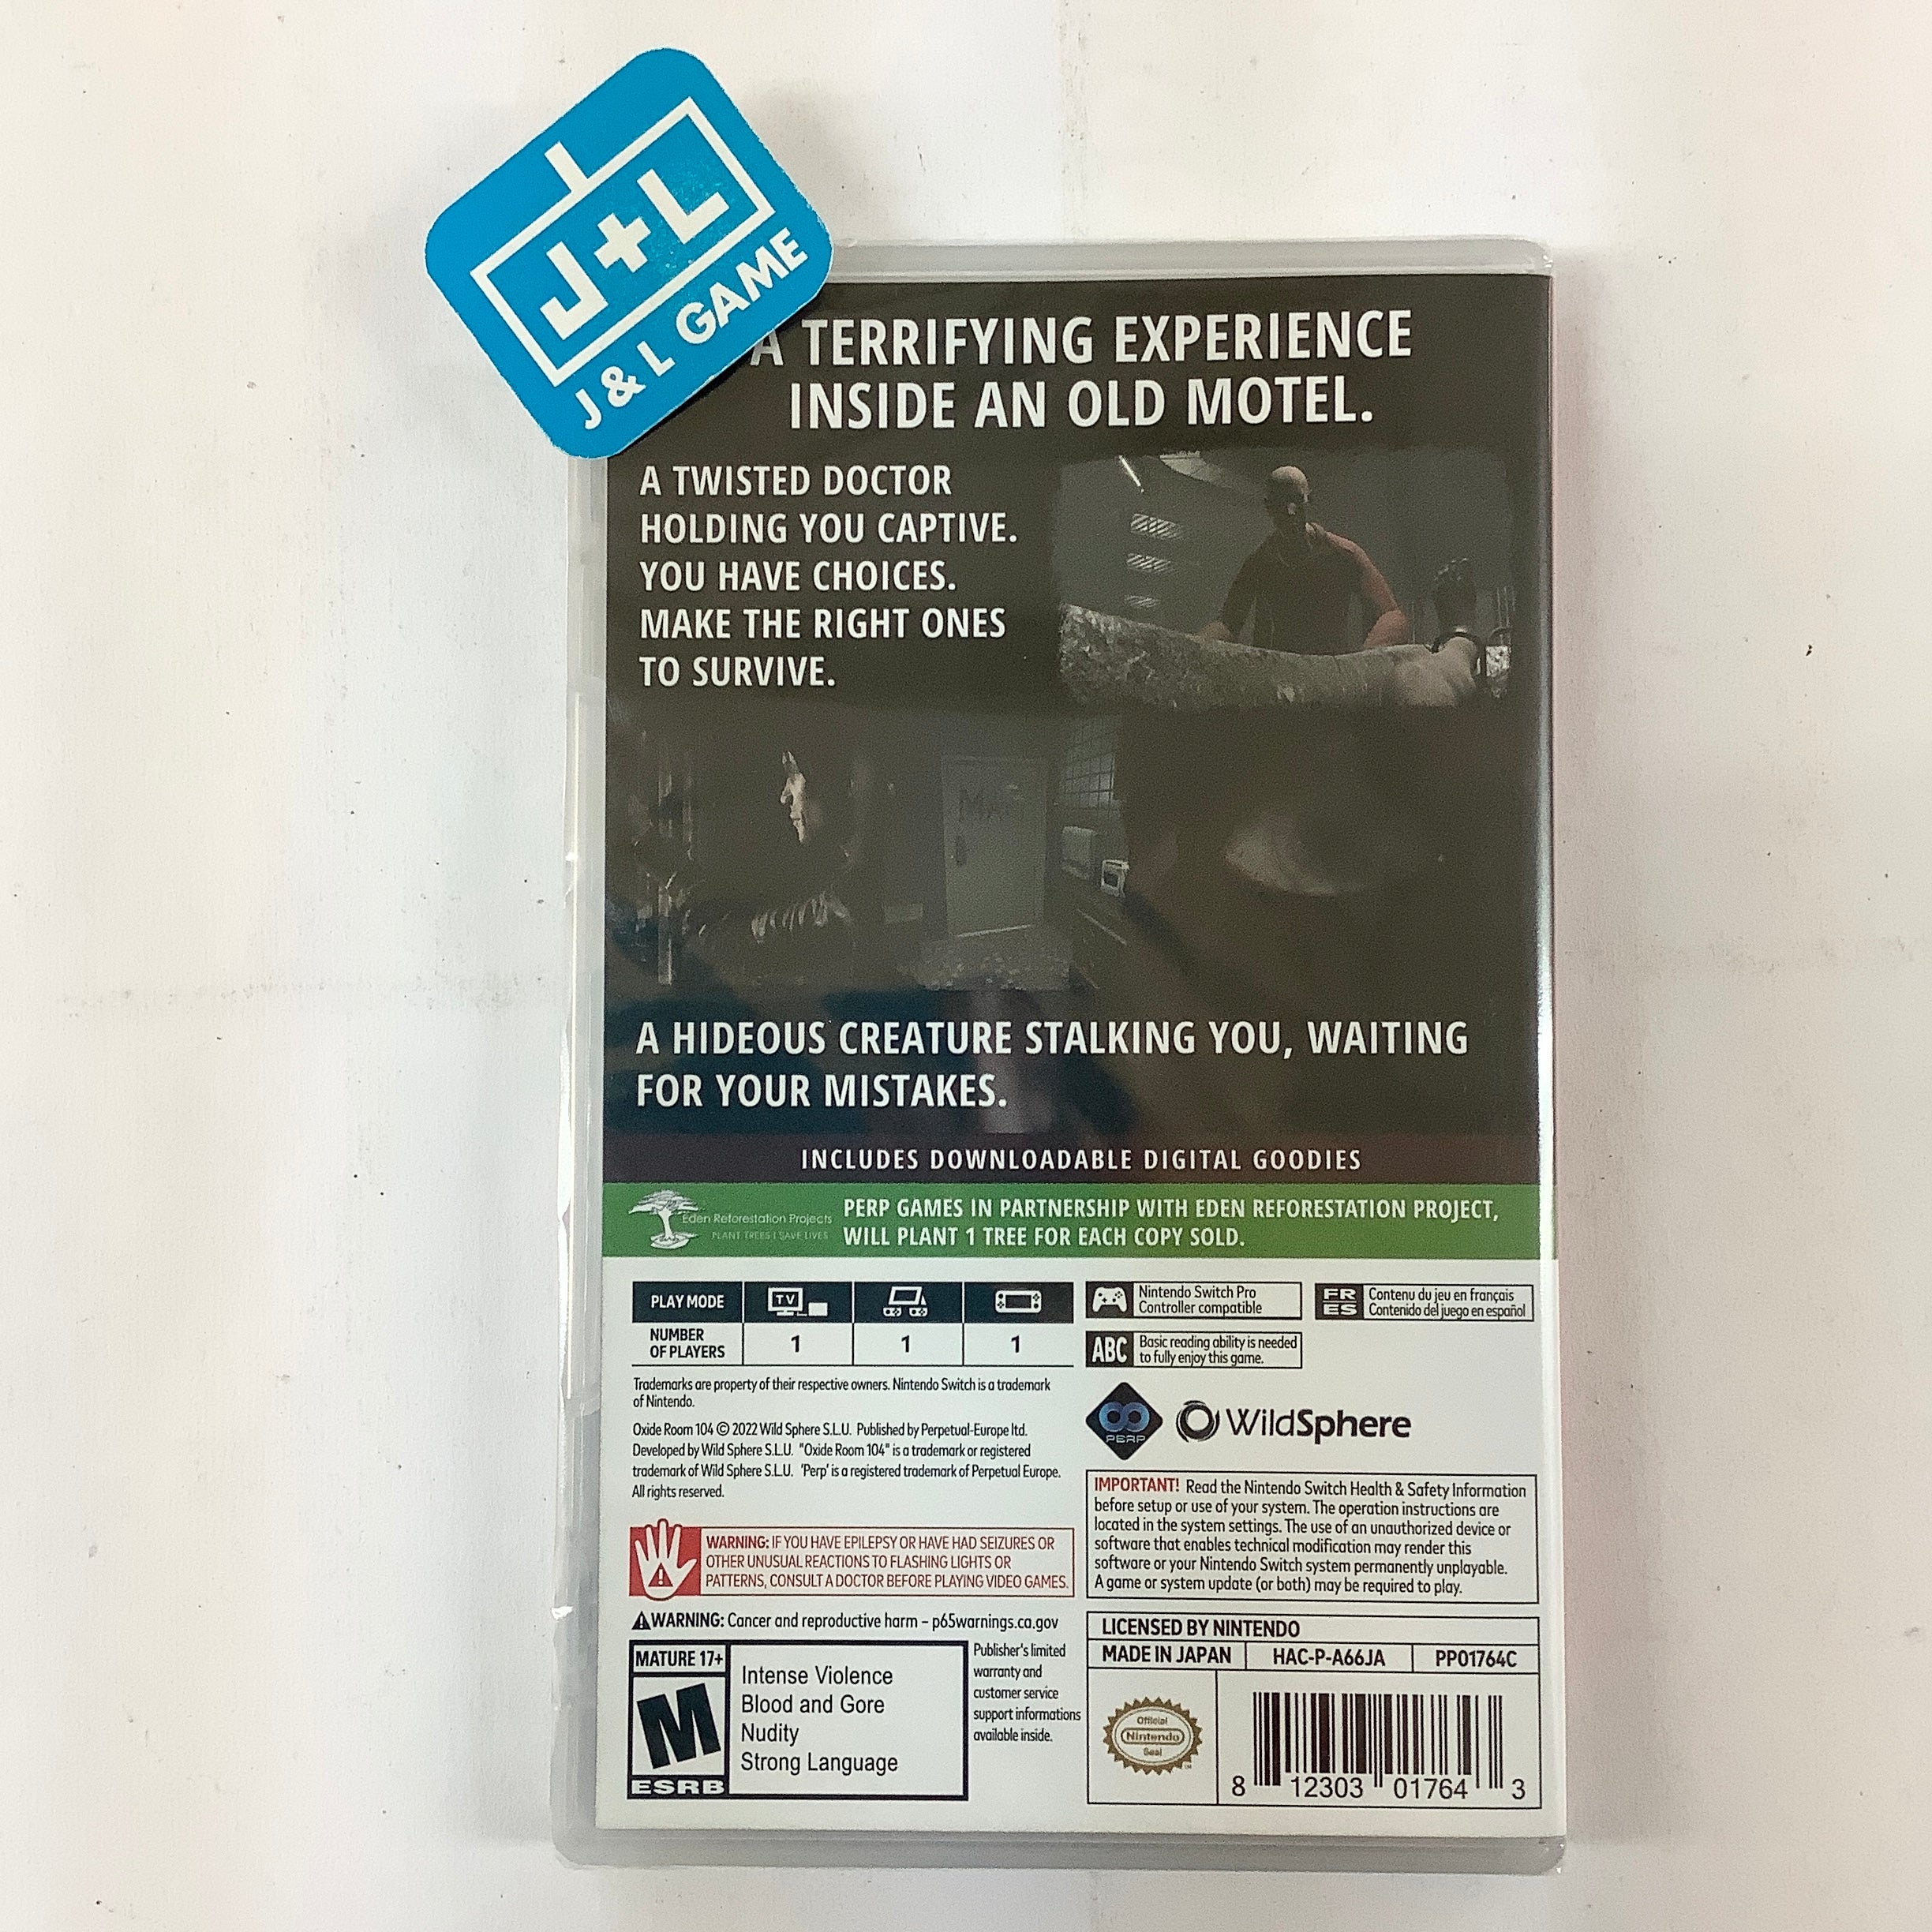 J+L
J & L GAME
A TERRIFYING EXPERIENCE
INSIDE AN OLD MOTEL.
A TWISTED DOCTOR
HOLDING YOU CAPTIVE.
YOU HAVE CHOICES.
MAKE THE RIGHT ONES
TO SURVIVE.
A HIDEOUS CREATURE STALKING YOU, WAITING
FOR YOUR MISTAKES.
INCLUDES DOWNLOADABLE DIGITAL GOODIES
Eden Reforestation Projects
PLANT TREES | SAVE LIVES
PERP GAMES IN PARTNERSHIP WITH EDEN REFORESTATION PROJECT,
WILL PLANT 1 TREE FOR EACH COPY SOLD.
PLAY MODE
TV
NUMBER
OF PLAYERS
1
1
1
Nintendo Switch Pro
Controller compatible
FR
ES
Contenu du jeu en français
Contenido del juego en español
ABC
Basic reading ability is needed
to fully enjoy this game.
Trademarks are property of their respective owners. Nintendo Switch is a trademark
of Nintendo.
Oxide Room 104 © 2022 Wild Sphere S.L.U. Published by Perpetual-Europe ltd.
Developed by Wild Sphere S.L.U. "Oxide Room 104" is a trademark or registered
trademark of Wild Sphere S.L.U. 'Perp' is a registered trademark of Perpetual Europe.
All rights reserved.
PERP
WildSphere
WARNING: IF YOU HAVE EPILEPSY OR HAVE HAD SEIZURES OR
OTHER UNUSUAL REACTIONS TO FLASHING LIGHTS OR
PATTERNS, CONSULT A DOCTOR BEFORE PLAYING VIDEO GAMES.
IMPORTANT! Read the Nintendo Switch Health & Safety Information
before setup or use of your system. The operation instructions are
located in the system settings. The use of an unauthorized device or
software that enables technical modification may render this
software or your Nintendo Switch system permanently unplayable.
A game or system update (or both) may be required to play.
WARNING: Cancer and reproductive harm – p65warnings.ca.gov
MATURE 17+
M
ESRB
Intense Violence
Blood and Gore
Nudity
Strong Language
Publisher's limited
warranty and
customer service
support informations
available inside.
LICENSED BY NINTENDO
MADE IN JAPAN
HAC-P-A66JA
PP01764C
Official
Nintendo
Seal
8 12303 01764 3